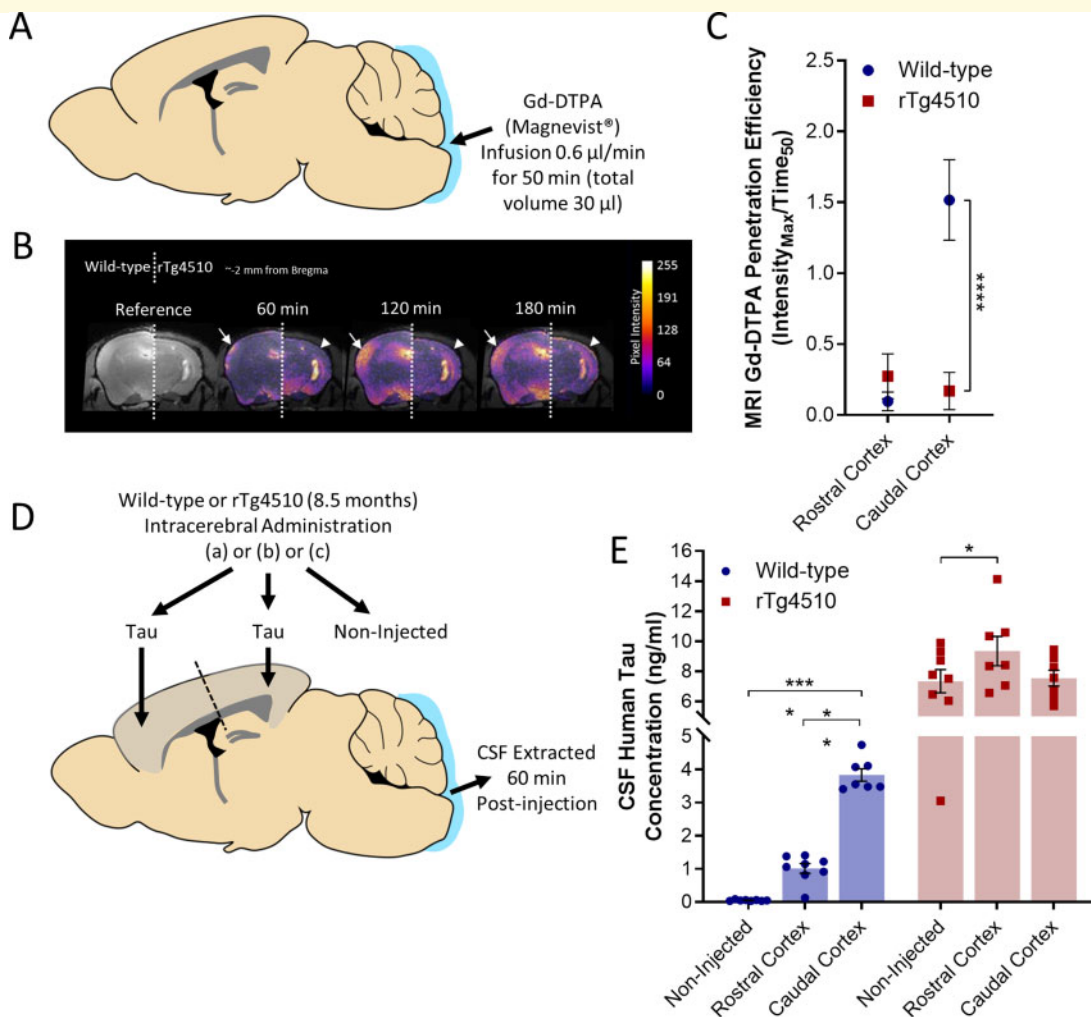 A
Gd-DTPA
(Magnevist®)
Infusion 0.6 µl/min
for 50 min (total
volume 30 µl)
B
Wild-type rTg4510 ~-2 mm from Bregma
Reference 60 min 120 min 180 min
255
191
128
64
0
Pixel Intensity
C
MRI Gd-DTPA Penetration Efficiency
(Intensity_Max/Time_50)
2.5
2.0
1.5
1.0
0.5
0.0
Wild-type
rTg4510
****
Rostral Cortex
Caudal Cortex
D
Wild-type or rTg4510 (8.5 months)
Intracerebral Administration
(a) or (b) or (c)
Tau Tau Non-Injected
CSF Extracted
60 min
Post-injection
E
CSF Human Tau
Concentration (ng/ml)
16
14
12
10
8
6
5
4
3
2
1
0
Wild-type
rTg4510
***
* *
*
*
Non-Injected
Rostral Cortex
Caudal Cortex
Non-Injected
Rostral Cortex
Caudal Cortex